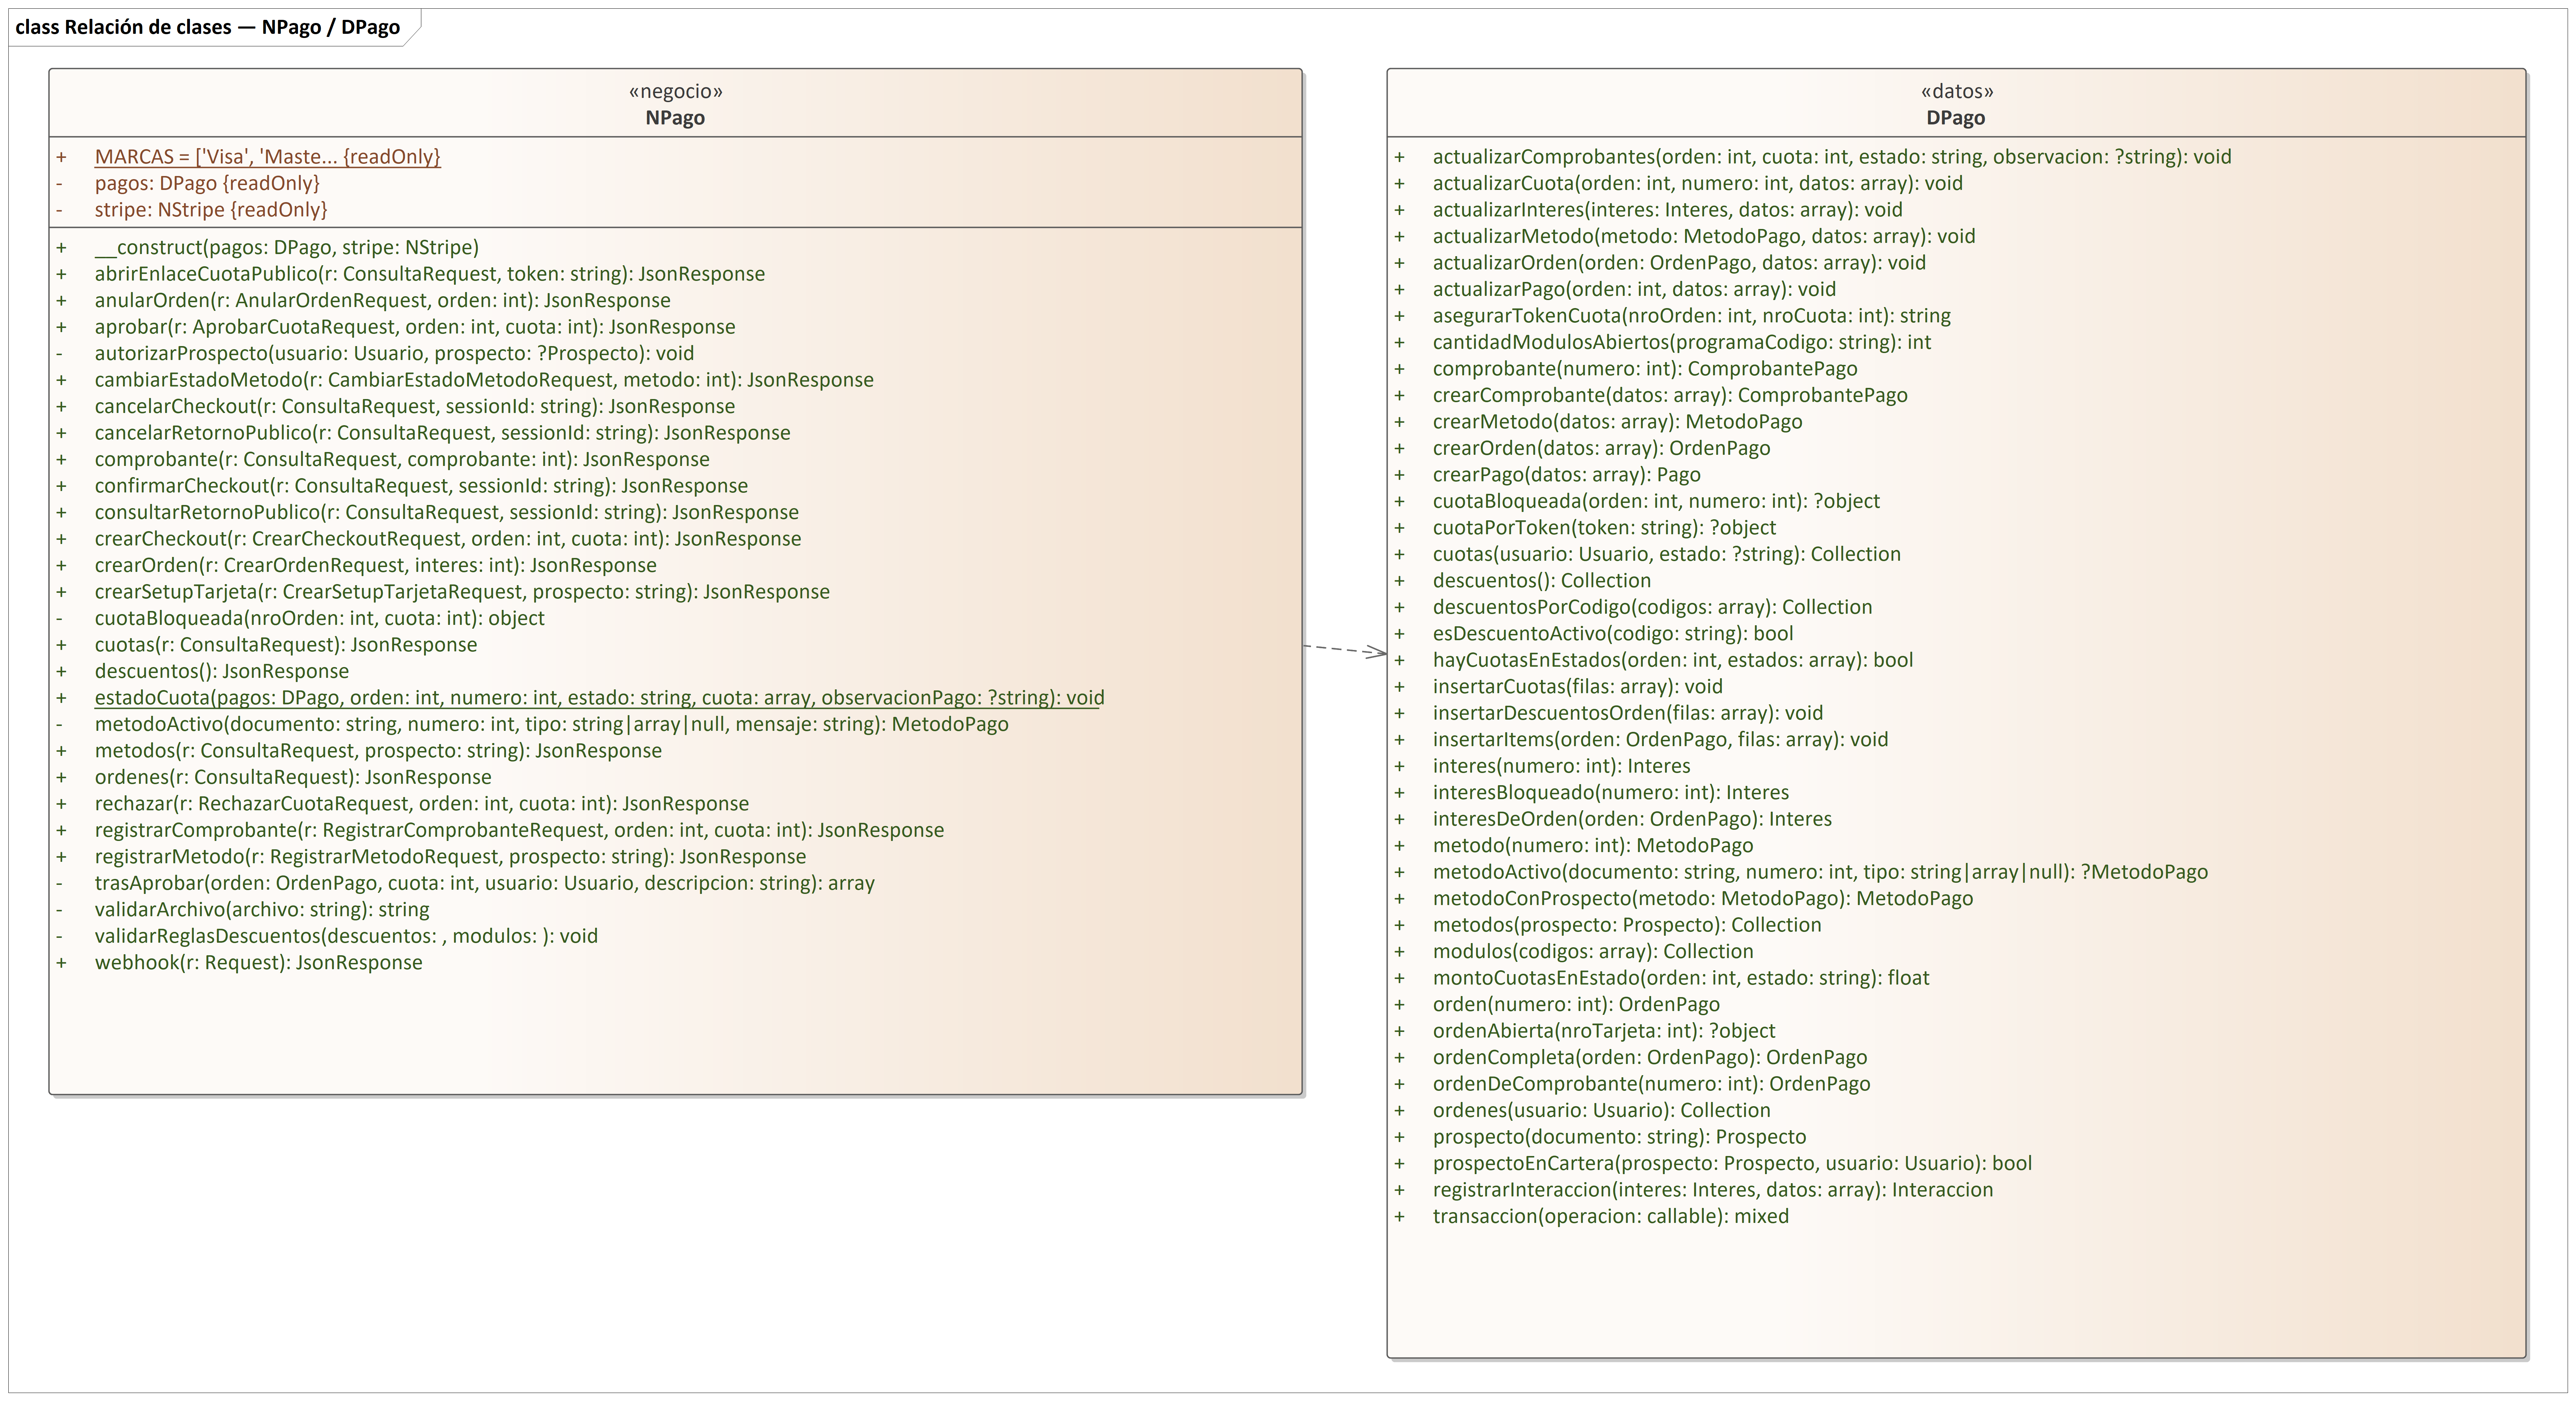 class Relación de clases — NPago / DPago
«negocio»
NPago
+ MARCAS = ['Visa', 'Maste... {readOnly}
- pagos: DPago {readOnly}
- stripe: NStripe {readOnly}
+ __construct(pagos: DPago, stripe: NStripe)
+ abrirEnlaceCuotaPublico(r: ConsultaRequest, token: string): JsonResponse
+ anularOrden(r: AnularOrdenRequest, orden: int): JsonResponse
+ aprobar(r: AprobarCuotaRequest, orden: int, cuota: int): JsonResponse
- autorizarProspecto(usuario: Usuario, prospecto: ?Prospecto): void
+ cambiarEstadoMetodo(r: CambiarEstadoMetodoRequest, metodo: int): JsonResponse
+ cancelarCheckout(r: ConsultaRequest, sessionId: string): JsonResponse
+ cancelarRetornoPublico(r: ConsultaRequest, sessionId: string): JsonResponse
+ comprobante(r: ConsultaRequest, comprobante: int): JsonResponse
+ confirmarCheckout(r: ConsultaRequest, sessionId: string): JsonResponse
+ consultarRetornoPublico(r: ConsultaRequest, sessionId: string): JsonResponse
+ crearCheckout(r: CrearCheckoutRequest, orden: int, cuota: int): JsonResponse
+ crearOrden(r: CrearOrdenRequest, interes: int): JsonResponse
+ crearSetupTarjeta(r: CrearSetupTarjetaRequest, prospecto: string): JsonResponse
- cuotaBloqueada(nroOrden: int, cuota: int): object
+ cuotas(r: ConsultaRequest): JsonResponse
+ descuentos(): JsonResponse
+ estadoCuota(pagos: DPago, orden: int, numero: int, estado: string, cuota: array, observacionPago: ?string): void
- metodoActivo(documento: string, numero: int, tipo: string|array|null, mensaje: string): MetodoPago
+ metodos(r: ConsultaRequest, prospecto: string): JsonResponse
+ ordenes(r: ConsultaRequest): JsonResponse
+ rechazar(r: RechazarCuotaRequest, orden: int, cuota: int): JsonResponse
+ registrarComprobante(r: RegistrarComprobanteRequest, orden: int, cuota: int): JsonResponse
+ registrarMetodo(r: RegistrarMetodoRequest, prospecto: string): JsonResponse
- trasAprobar(orden: OrdenPago, cuota: int, usuario: Usuario, descripcion: string): array
- validarArchivo(archivo: string): string
- validarReglasDescuentos(descuentos: , modulos: ): void
+ webhook(r: Request): JsonResponse
«datos»
DPago
+ actualizarComprobantes(orden: int, cuota: int, estado: string, observacion: ?string): void
+ actualizarCuota(orden: int, numero: int, datos: array): void
+ actualizarInteres(interes: Interes, datos: array): void
+ actualizarMetodo(metodo: MetodoPago, datos: array): void
+ actualizarOrden(orden: OrdenPago, datos: array): void
+ actualizarPago(orden: int, datos: array): void
+ asegurarTokenCuota(nroOrden: int, nroCuota: int): string
+ cantidadModulosAbiertos(programaCodigo: string): int
+ comprobante(numero: int): ComprobantePago
+ crearComprobante(datos: array): ComprobantePago
+ crearMetodo(datos: array): MetodoPago
+ crearOrden(datos: array): OrdenPago
+ crearPago(datos: array): Pago
+ cuotaBloqueada(orden: int, numero: int): ?object
+ cuotaPorToken(token: string): ?object
+ cuotas(usuario: Usuario, estado: ?string): Collection
+ descuentos(): Collection
+ descuentosPorCodigo(codigos: array): Collection
+ esDescuentoActivo(codigo: string): bool
+ hayCuotasEnEstados(orden: int, estados: array): bool
+ insertarCuotas(filas: array): void
+ insertarDescuentosOrden(filas: array): void
+ insertarItems(orden: OrdenPago, filas: array): void
+ interes(numero: int): Interes
+ interesBloqueado(numero: int): Interes
+ interesDeOrden(orden: OrdenPago): Interes
+ metodo(numero: int): MetodoPago
+ metodoActivo(documento: string, numero: int, tipo: string|array|null): ?MetodoPago
+ metodoConProspecto(metodo: MetodoPago): MetodoPago
+ metodos(prospecto: Prospecto): Collection
+ modulos(codigos: array): Collection
+ montoCuotasEnEstado(orden: int, estado: string): float
+ orden(numero: int): OrdenPago
+ ordenAbierta(nroTarjeta: int): ?object
+ ordenCompleta(orden: OrdenPago): OrdenPago
+ ordenDeComprobante(numero: int): OrdenPago
+ ordenes(usuario: Usuario): Collection
+ prospecto(documento: string): Prospecto
+ prospectoEnCartera(prospecto: Prospecto, usuario: Usuario): bool
+ registrarInteraccion(interes: Interes, datos: array): Interaccion
+ transaccion(operacion: callable): mixed